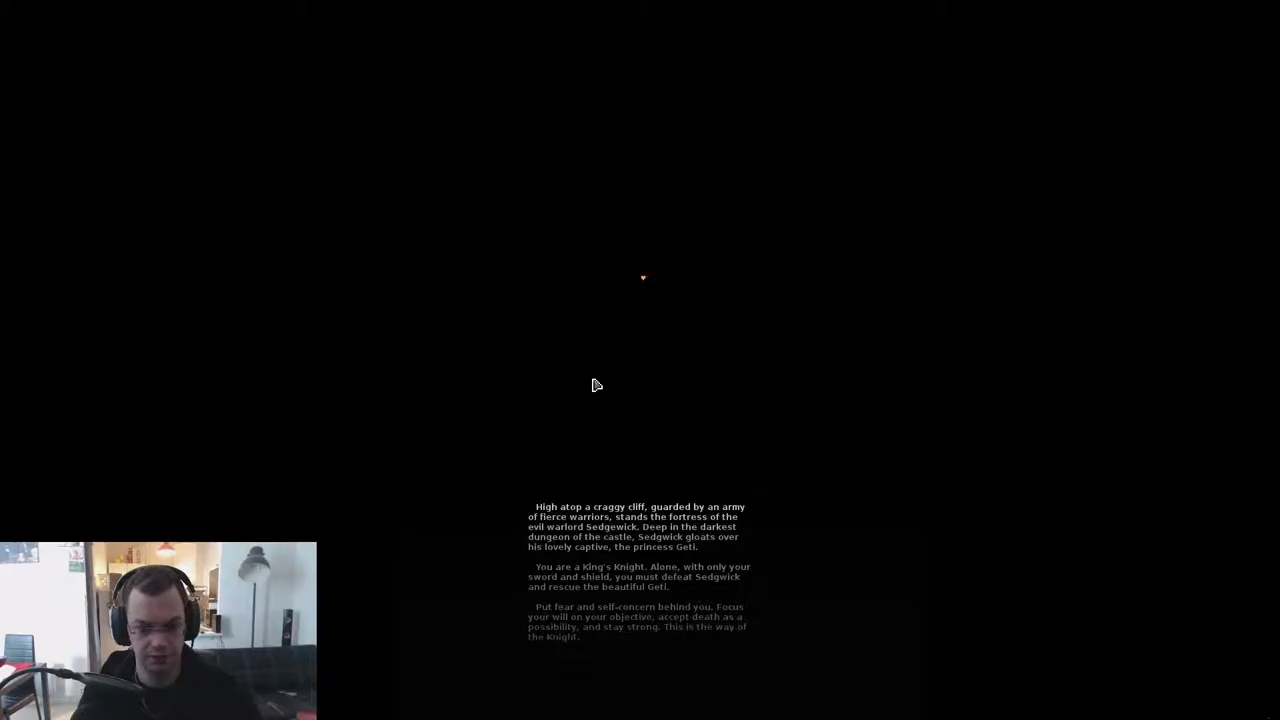 High atop a craggy cliff, guarded by an army
of fierce warriors, stands the fortress of the
evil warlord Sedgewick. Deep in the darkest
dungeon of the castle, Sedgwick gloats over
his lovely captive, the princess Geti.
You are a King's Knight. Alone, with only your
sword and shield, you must defeat Sedgwick
and rescue the beautiful Geti.
Put fear and self-concern behind you. Focus
your will on your objective, accept death as a
possibility, and stay strong. This is the way of
the Knight.